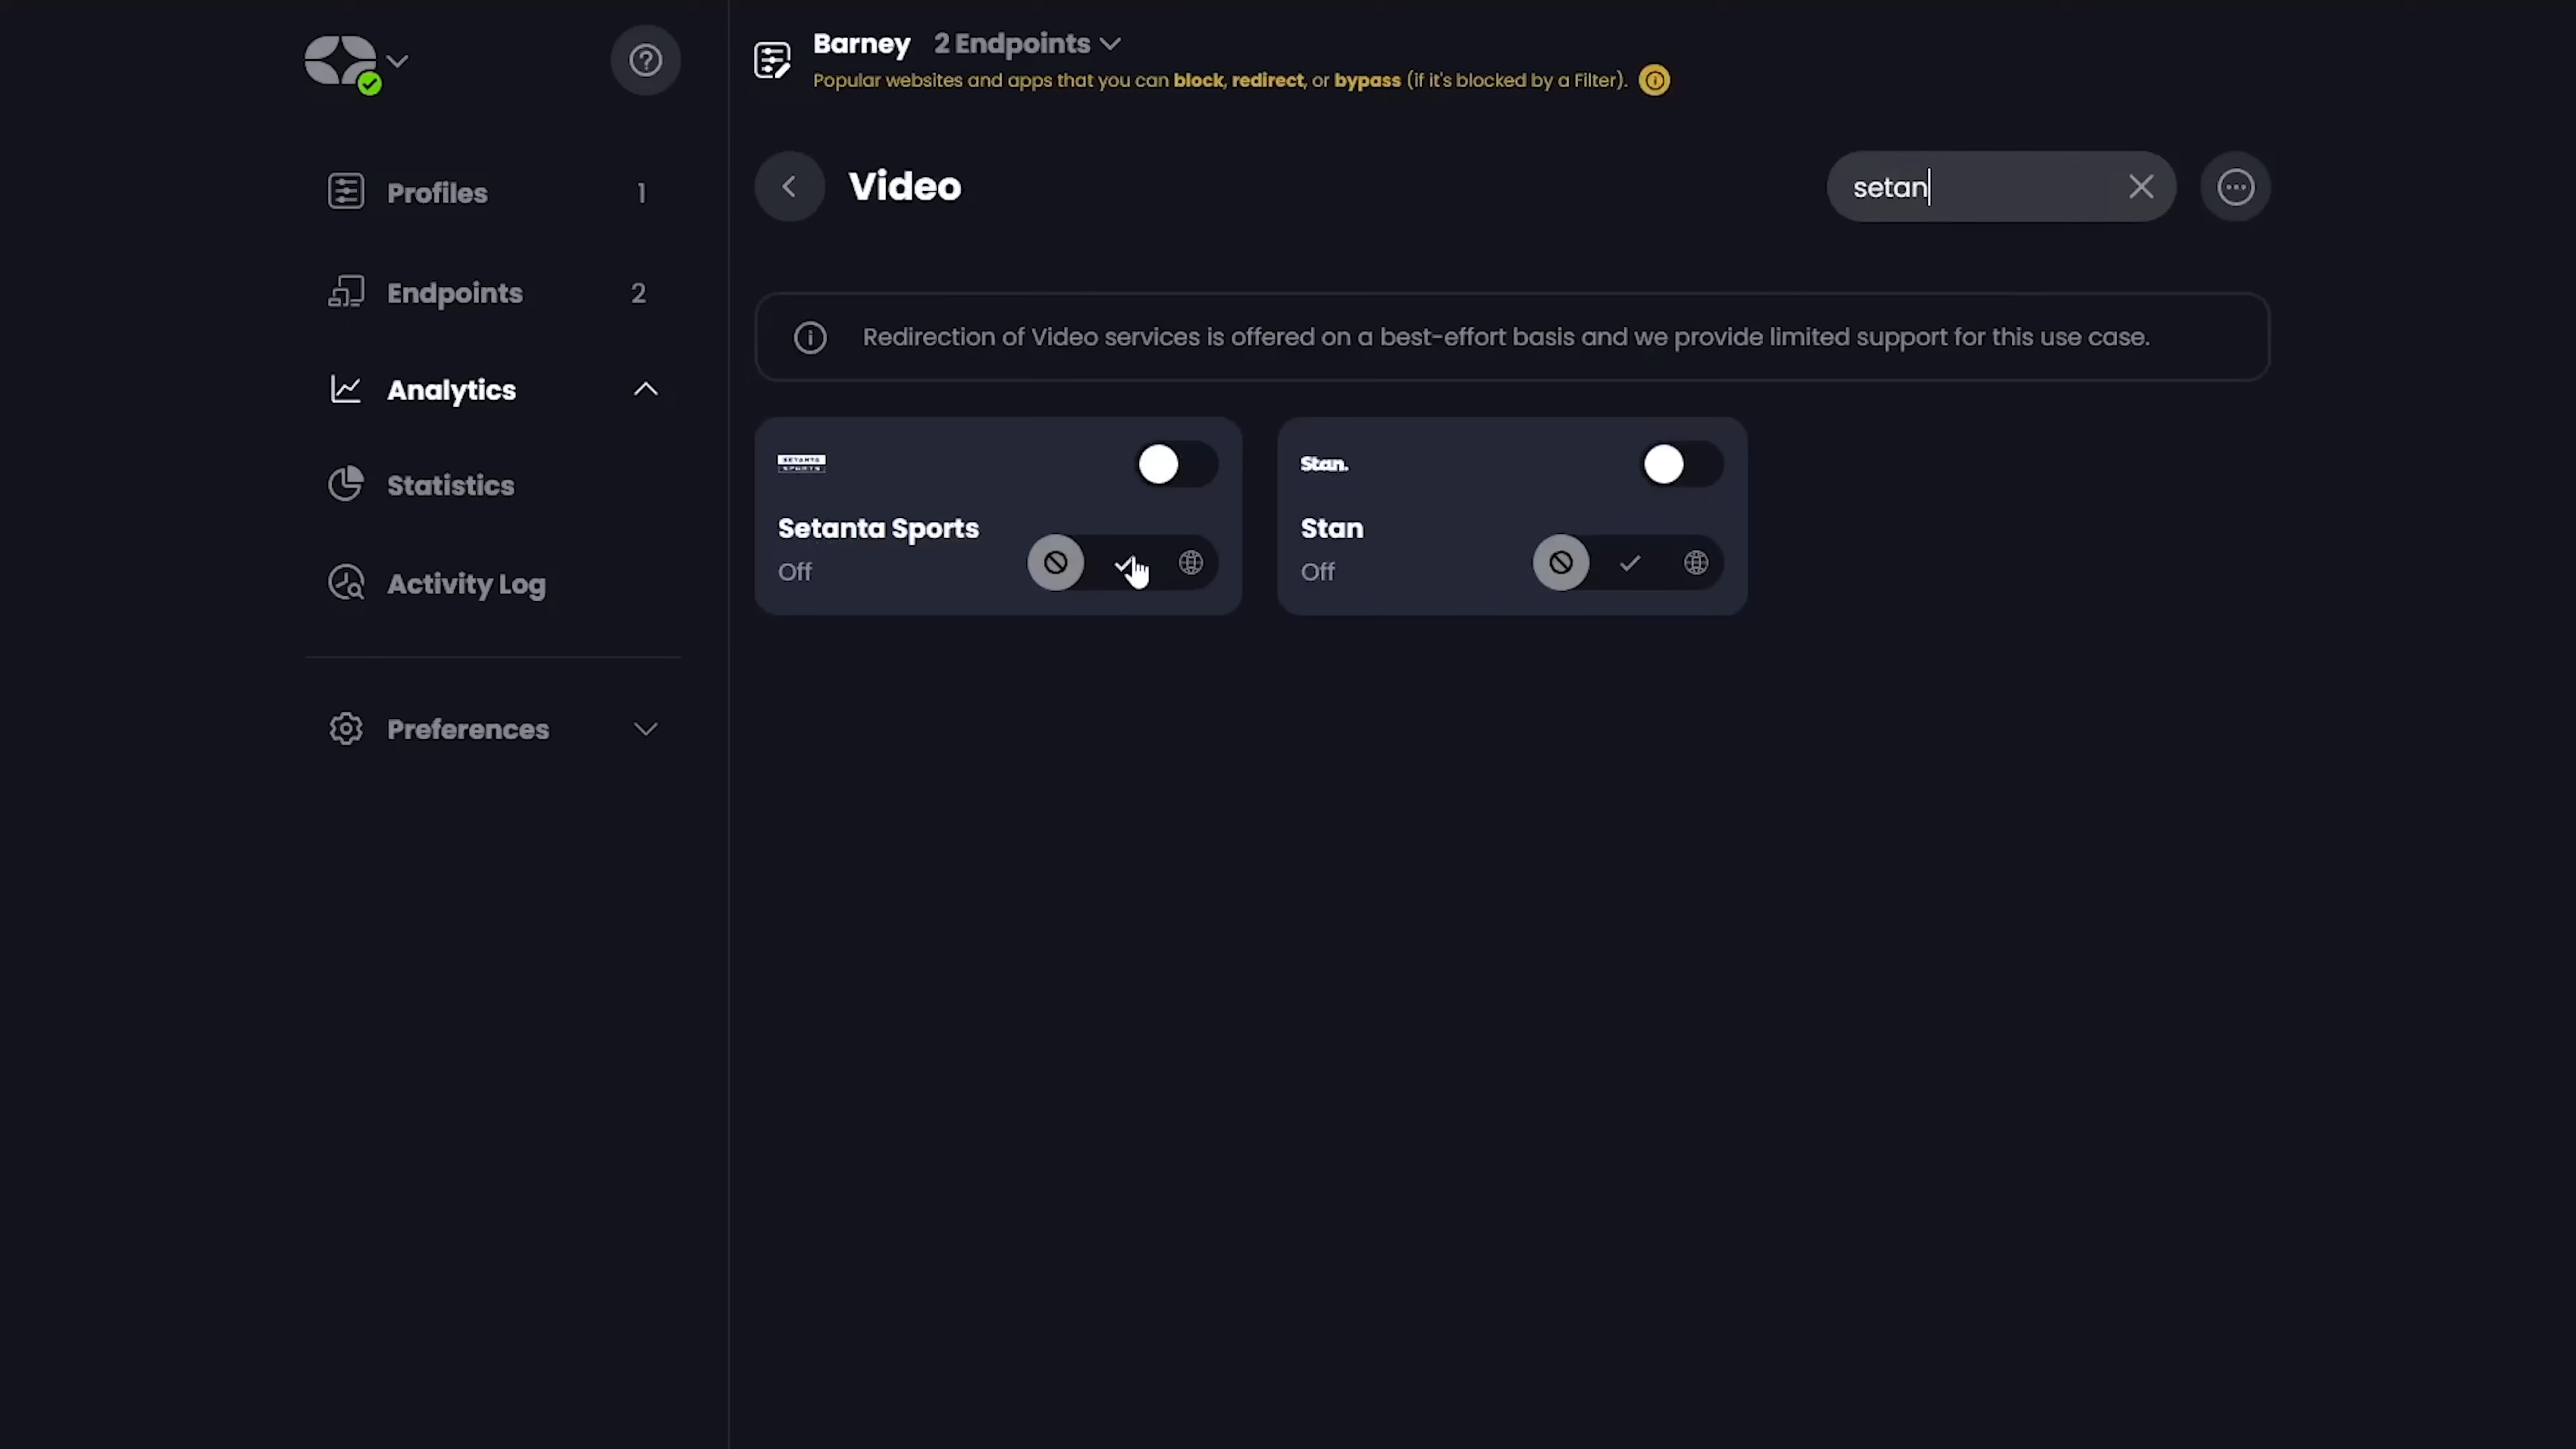 Barney 2 Endpoints
Popular websites and apps that you can block, redirect, or bypass (if it's blocked by a Filter).
Profiles 1
Endpoints 2
Analytics
Statistics
Activity Log
Preferences
Video
setan
Redirection of Video services is offered on a best-effort basis and we provide limited support for this use case.
SETANTA
SPORTS
Setanta Sports
Off
Stan.
Stan
Off